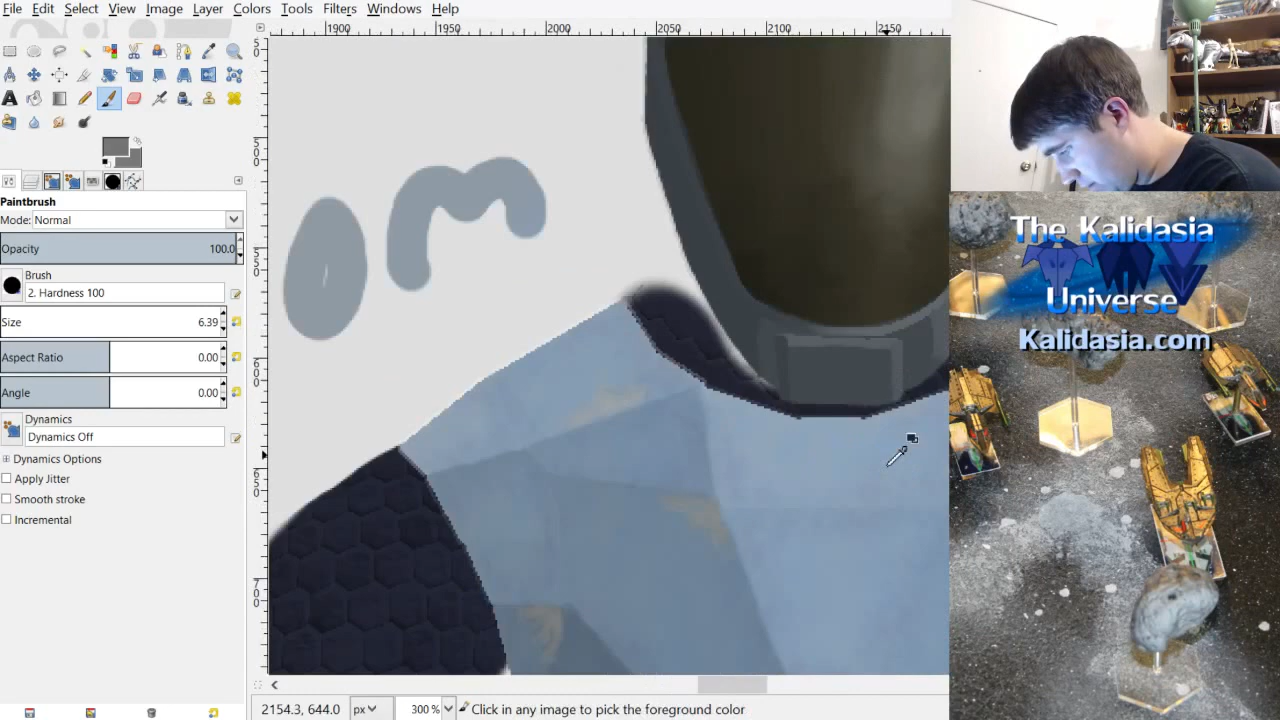 File Edit Select View Image Layer Colors Tools Filters Windows Help
1900 1950 2000 2050 2100 2150
Paintbrush
Mode: Normal
Opacity 100.0
Brush
2. Hardness 100
Size 6.39
Aspect Ratio 0.00
Angle 0.00
Dynamics
Dynamics Off
Dynamics Options
Apply Jitter
Smooth stroke
Incremental
2154.3, 644.0 px 300 % Click in any image to pick the foreground color
The Kalidasia
Universe
Kalidasia.com